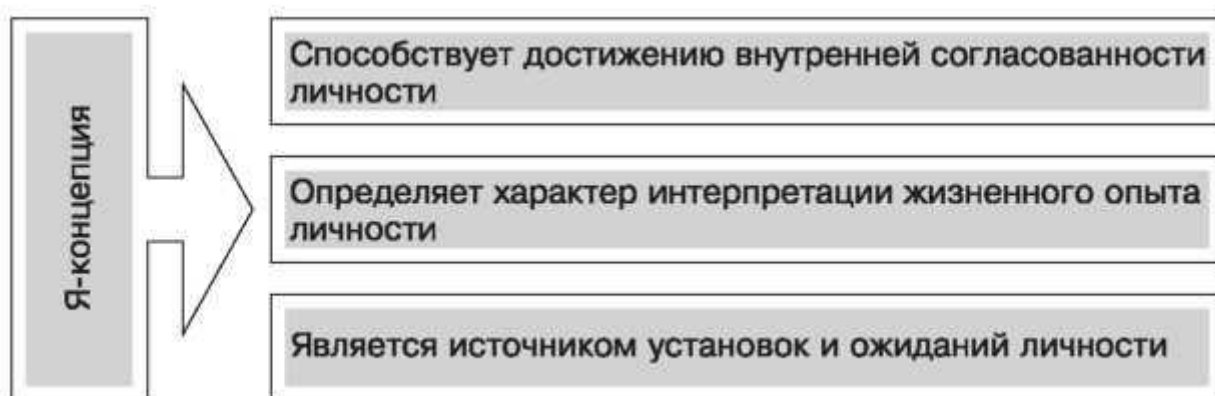 Я-концепция
Способствует достижению внутренней согласованности
личности
Определяет характер интерпретации жизненного опыта
личности
Является источником установок и ожиданий личности